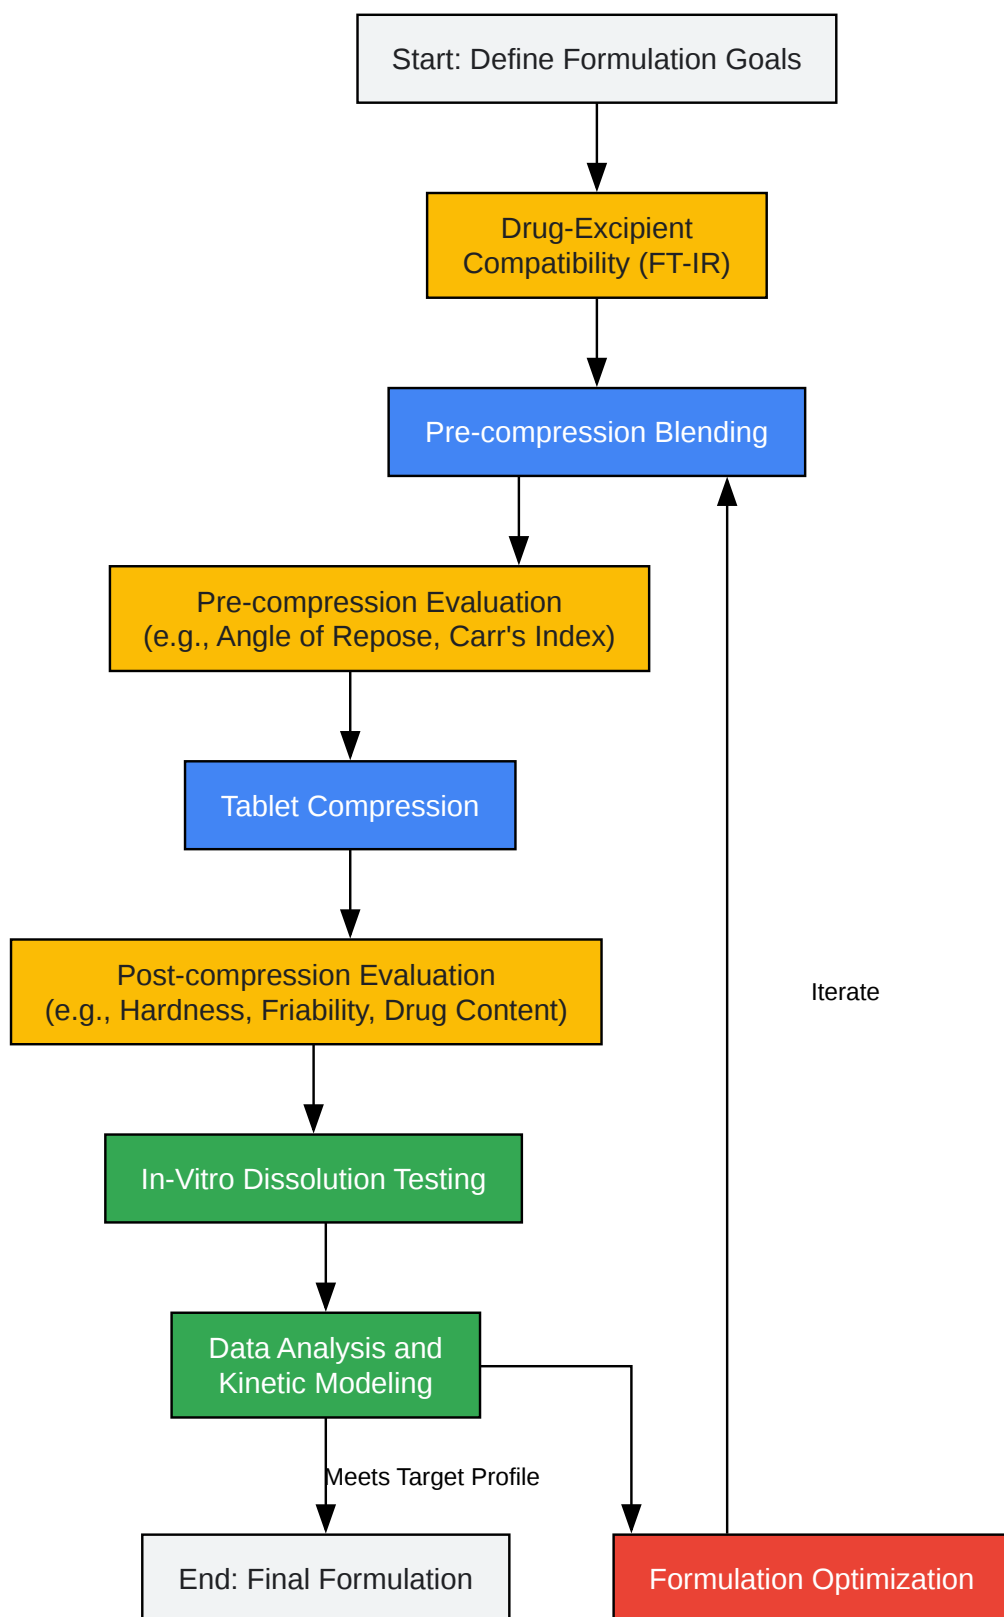 Start: Define Formulation Goals
Drug-Excipient
Compatibility (FT-IR)
Pre-compression Blending
Pre-compression Evaluation
(e.g., Angle of Repose, Carr's Index)
Tablet Compression
Post-compression Evaluation
(e.g., Hardness, Friability, Drug Content)
Iterate
In-Vitro Dissolution Testing
Data Analysis and
Kinetic Modeling
Meets Target Profile
End: Final Formulation
Formulation Optimization